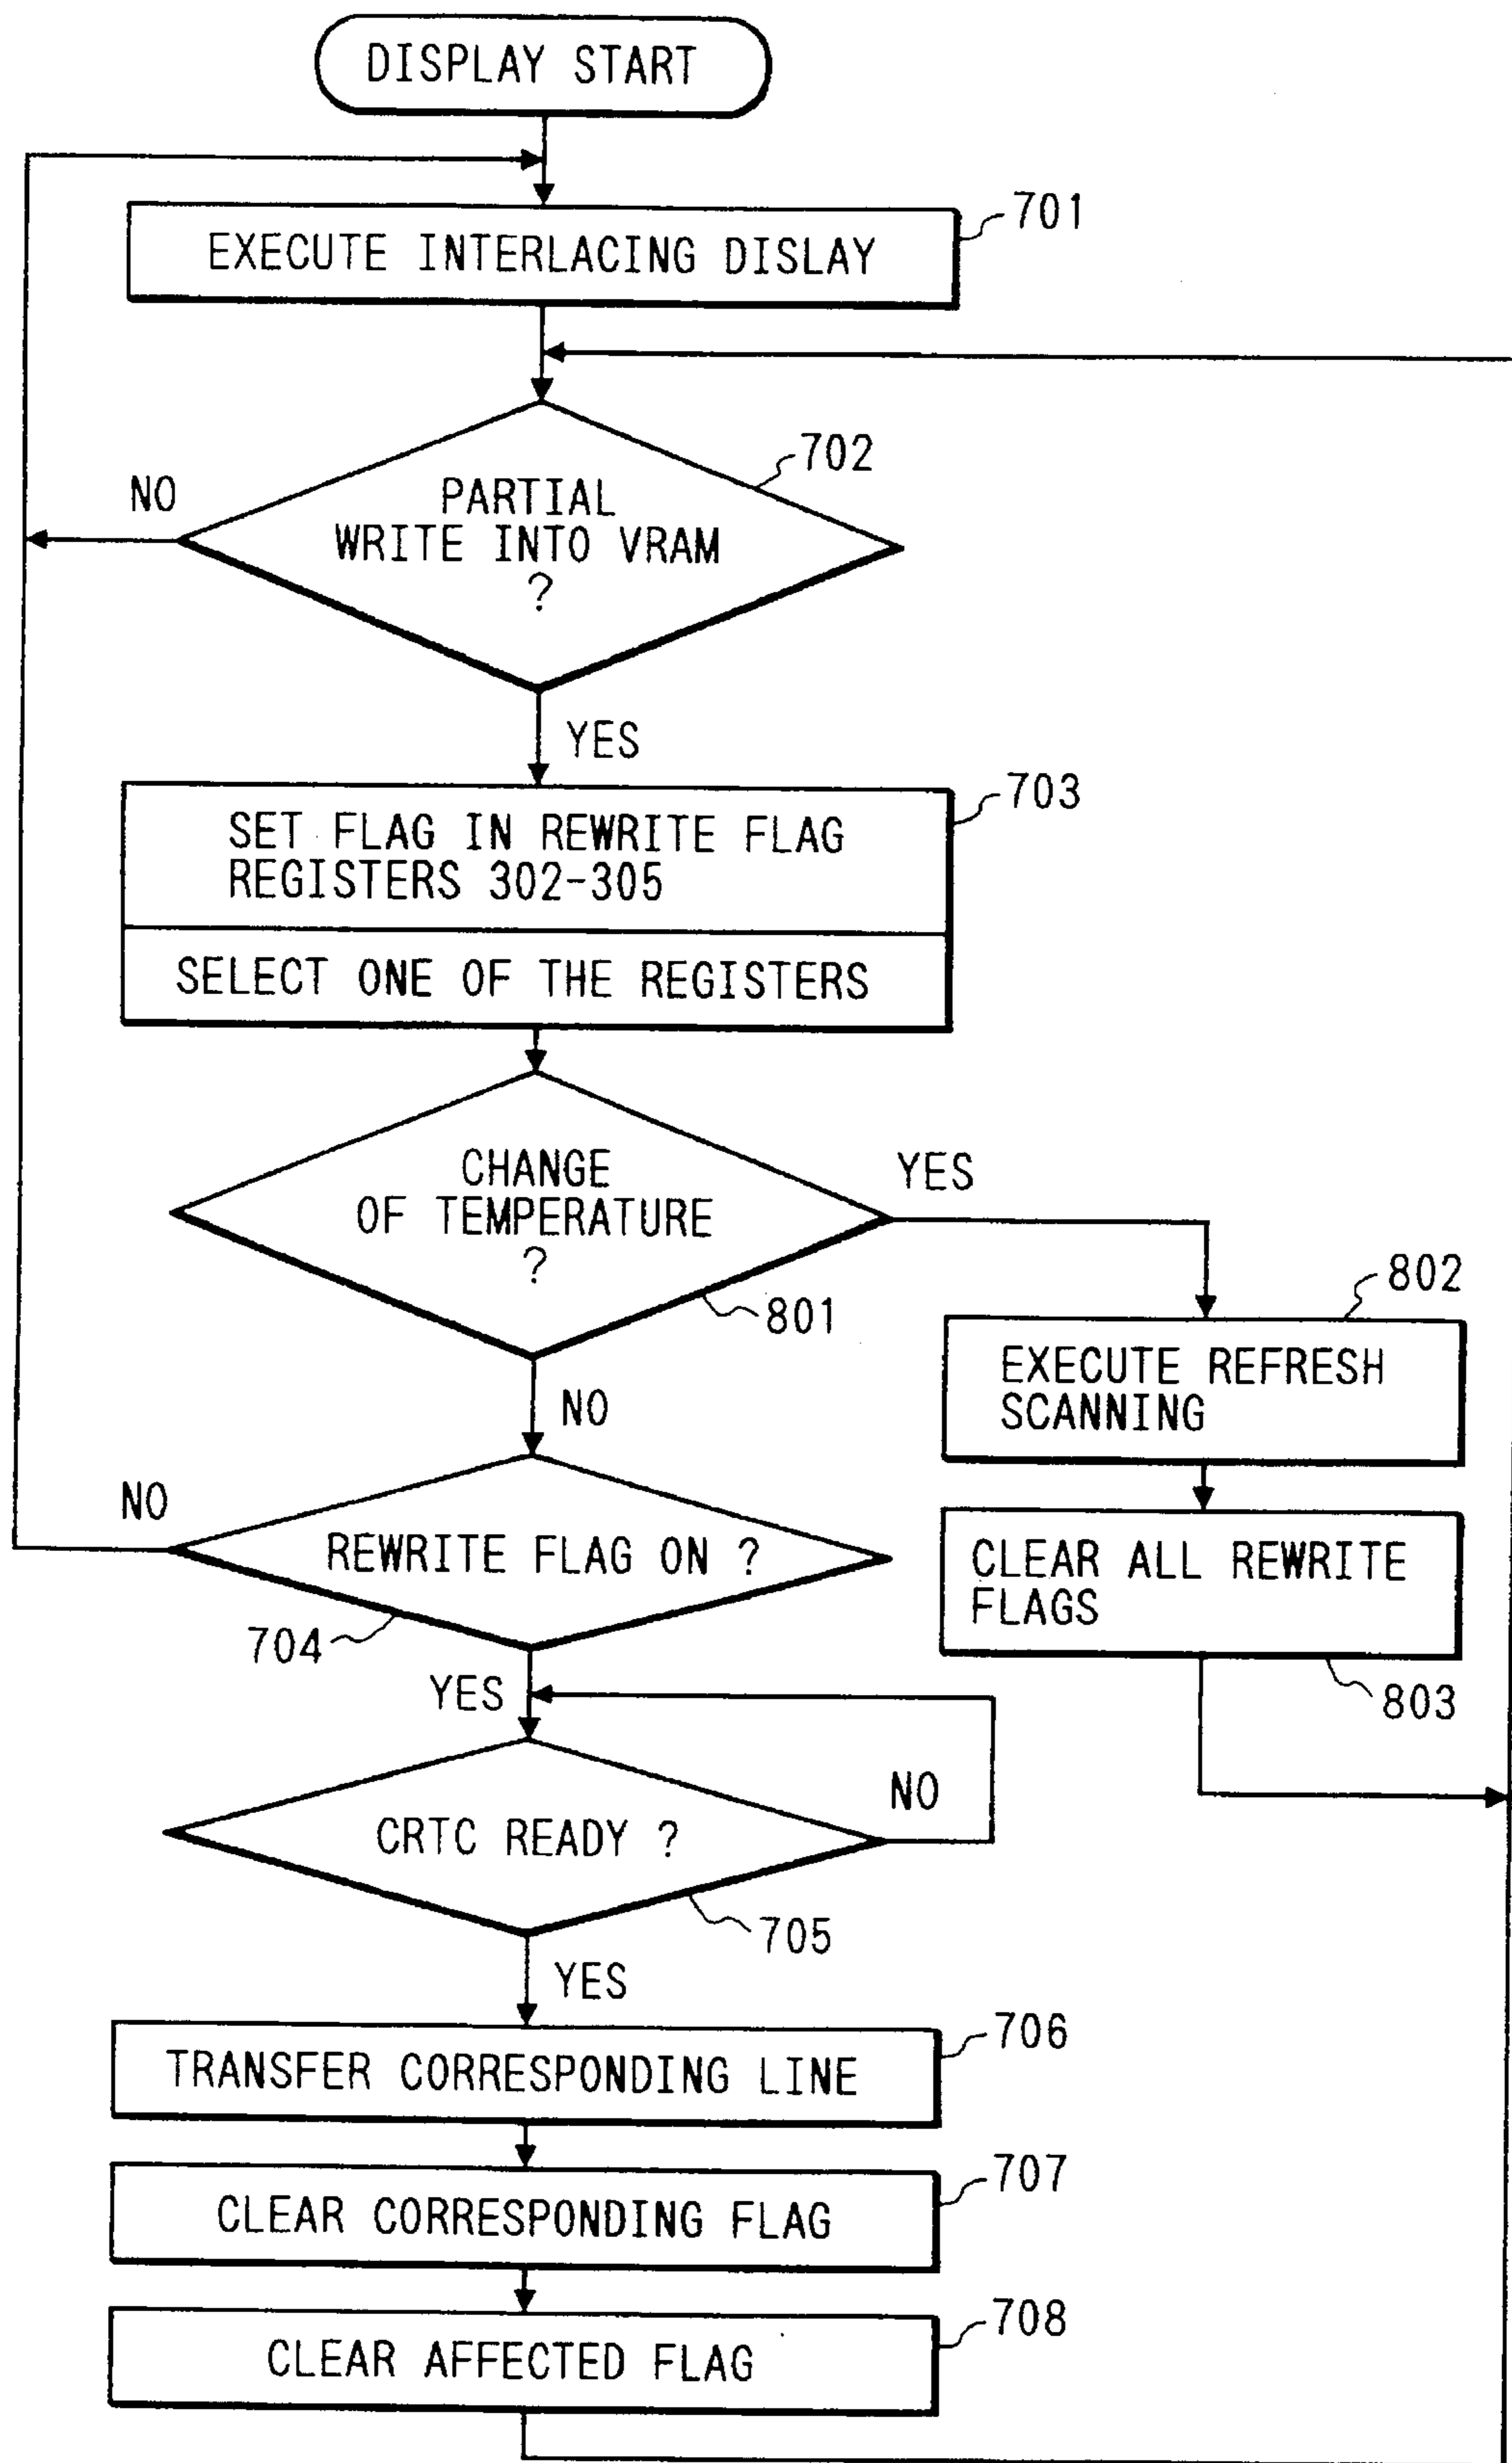 DISPLAY START
701
EXECUTE INTERLACING DISLAY
702
NO
PARTIAL
WRITE INTO VRAM
?
YES
703
SET FLAG IN REWRITE FLAG
REGISTERS 302-305
SELECT ONE OF THE REGISTERS
CHANGE
OF TEMPERATURE
?
YES
801
802
EXECUTE REFRESH
SCANNING
NO
NO
REWRITE FLAG ON ?
704
CLEAR ALL REWRITE
FLAGS
803
YES
CRTC READY ?
NO
705
YES
706
TRANSFER CORRESPONDING LINE
707
CLEAR CORRESPONDING FLAG
708
CLEAR AFFECTED FLAG